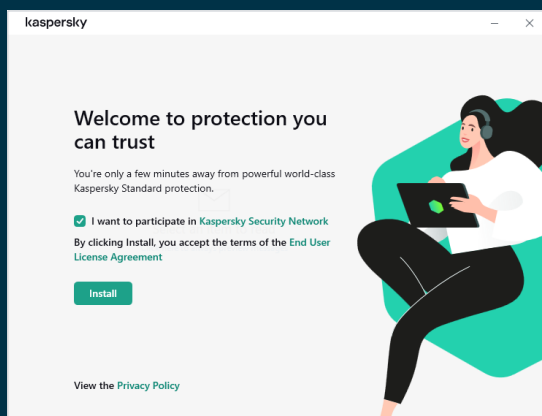 kaspersky
Welcome to protection you
can trust
You're only a few minutes away from powerful world-class
Kaspersky Standard protection.
I want to participate in Kaspersky Security Network
By clicking Install, you accept the terms of the End User
License Agreement
Install
View the Privacy Policy